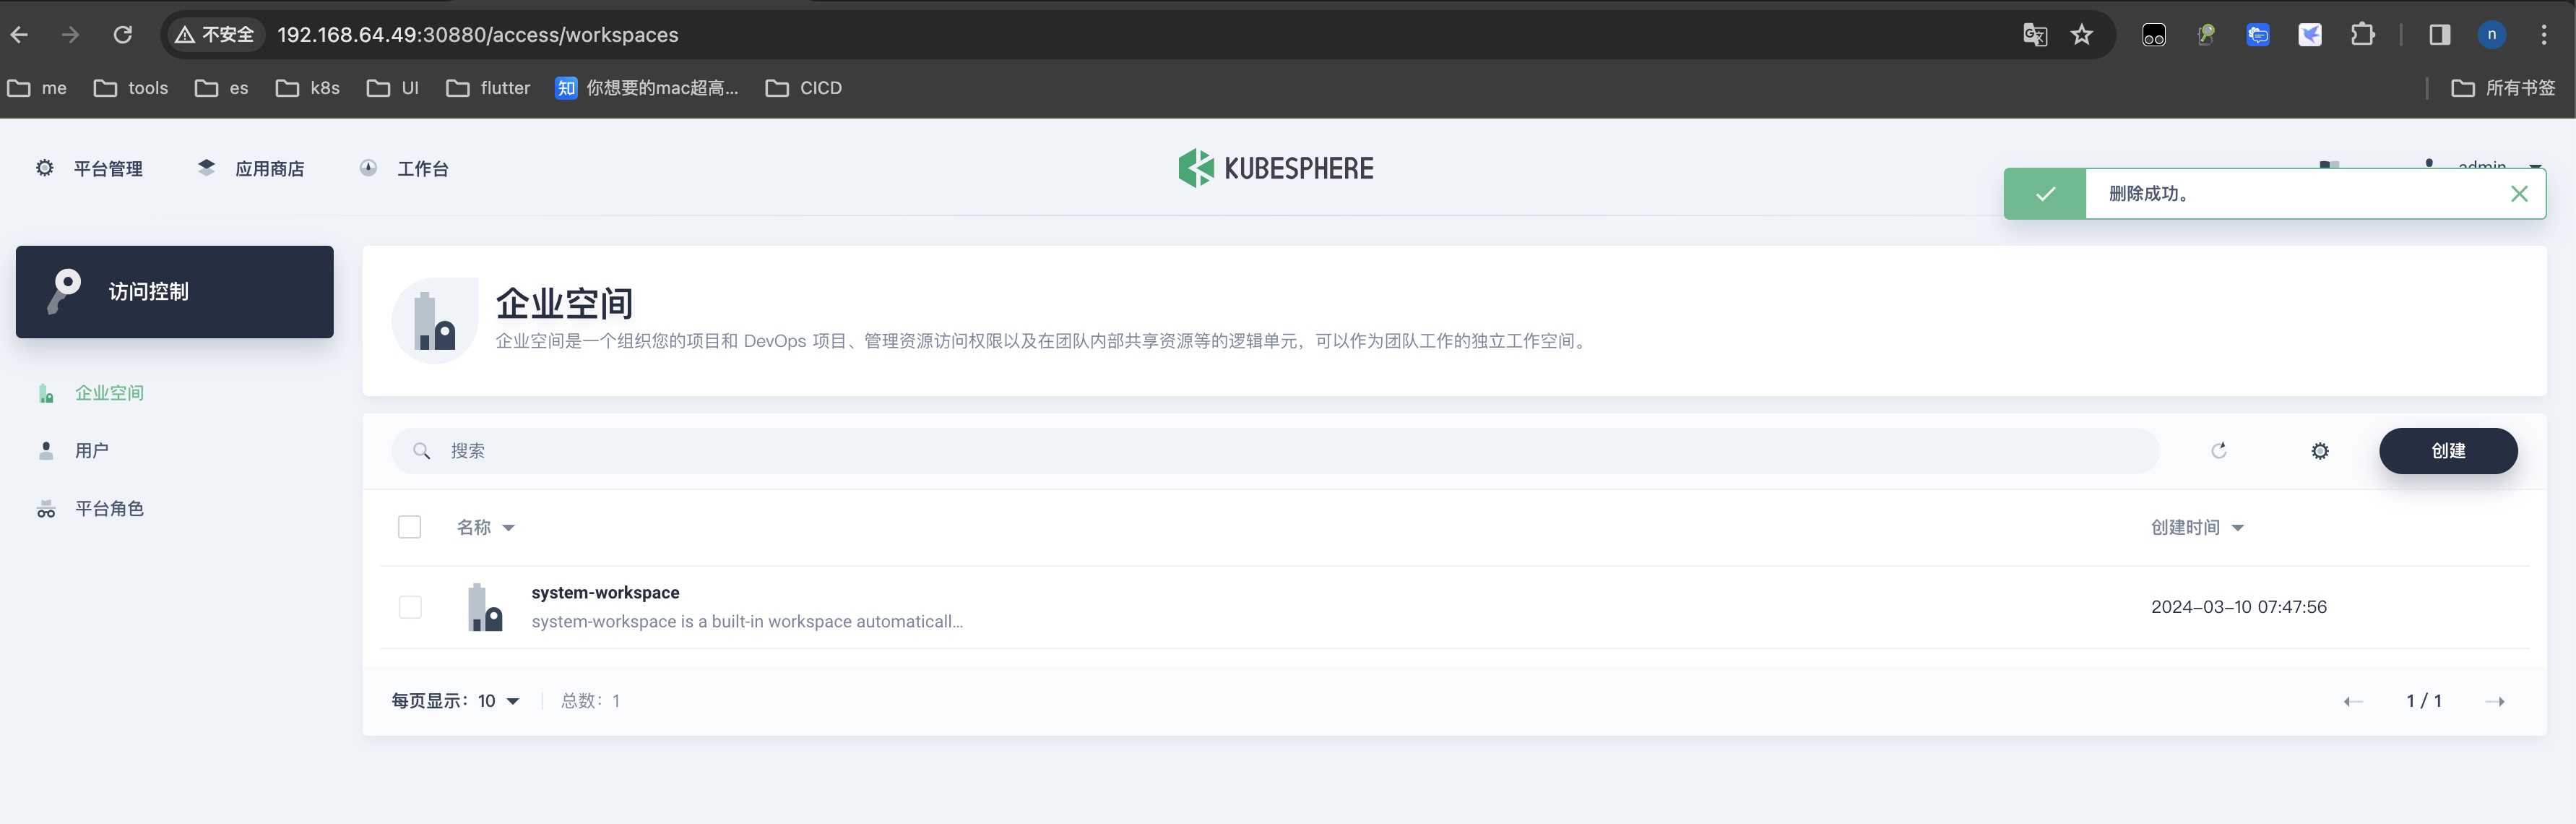 不安全 192.168.64.49:30880/access/workspaces
n
me tools es k8s UI flutter 知 你想要的mac超高... CICD 所有书签
平台管理 应用商店 工作台 KUBESPHERE admin
删除成功。
访问控制
企业空间
企业空间是一个组织您的项目和 DevOps 项目、管理资源访问权限以及在团队内部共享资源等的逻辑单元，可以作为团队工作的独立工作空间。
企业空间
用户
平台角色
搜索 创建
名称 创建时间
system-workspace
system-workspace is a built-in workspace automaticall...
2024-03-10 07:47:56
每页显示：10 总数：1 1 / 1